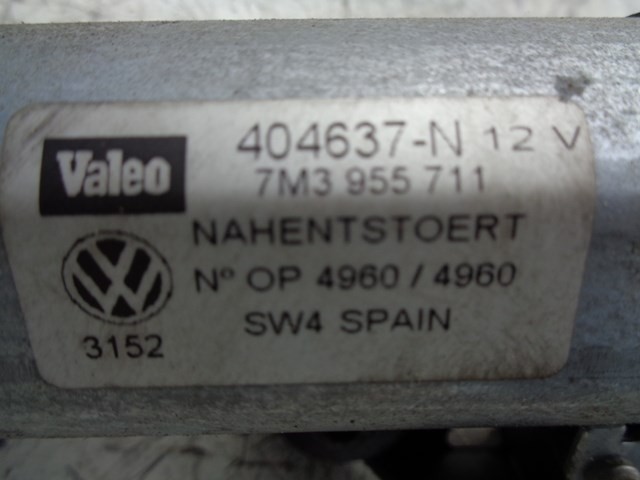 Valeo 404637-N 12 V
7M3 955 711
NAHENTSTOERT
Nº OP 4960 / 4960
SW4 SPAIN
3152